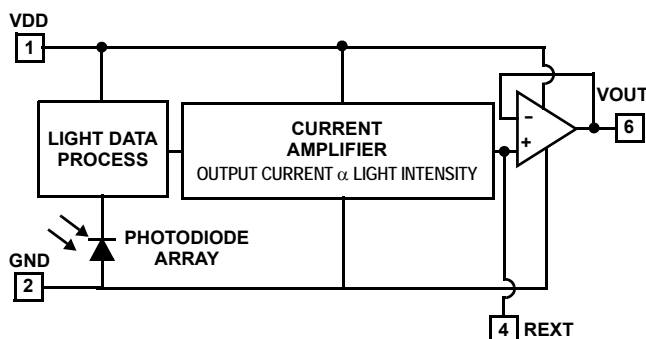 VDD
1
VOUT
6
LIGHT DATA
PROCESS
CURRENT
AMPLIFIER
OUTPUT CURRENT α LIGHT INTENSITY
–
+
PHOTODIODE
ARRAY
GND
2
4 REXT